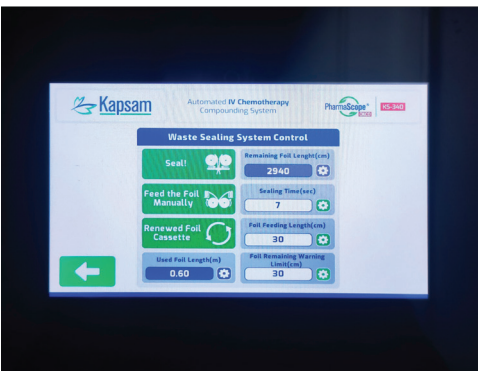 Kapsam
Automated IV Chemotherapy
Compounding System
PharmaScope®
KS-340
Waste Sealing System Control
Seal!
Remaining Foil Lenght(cm)
2940
Feed the Foil
Manually
Sealing Time(sec)
7
Renewed Foil
Cassette
Foil Feeding Length(cm)
30
Used Foil Length(m)
0.60
Foil Remaining Warning
Limit(cm)
30